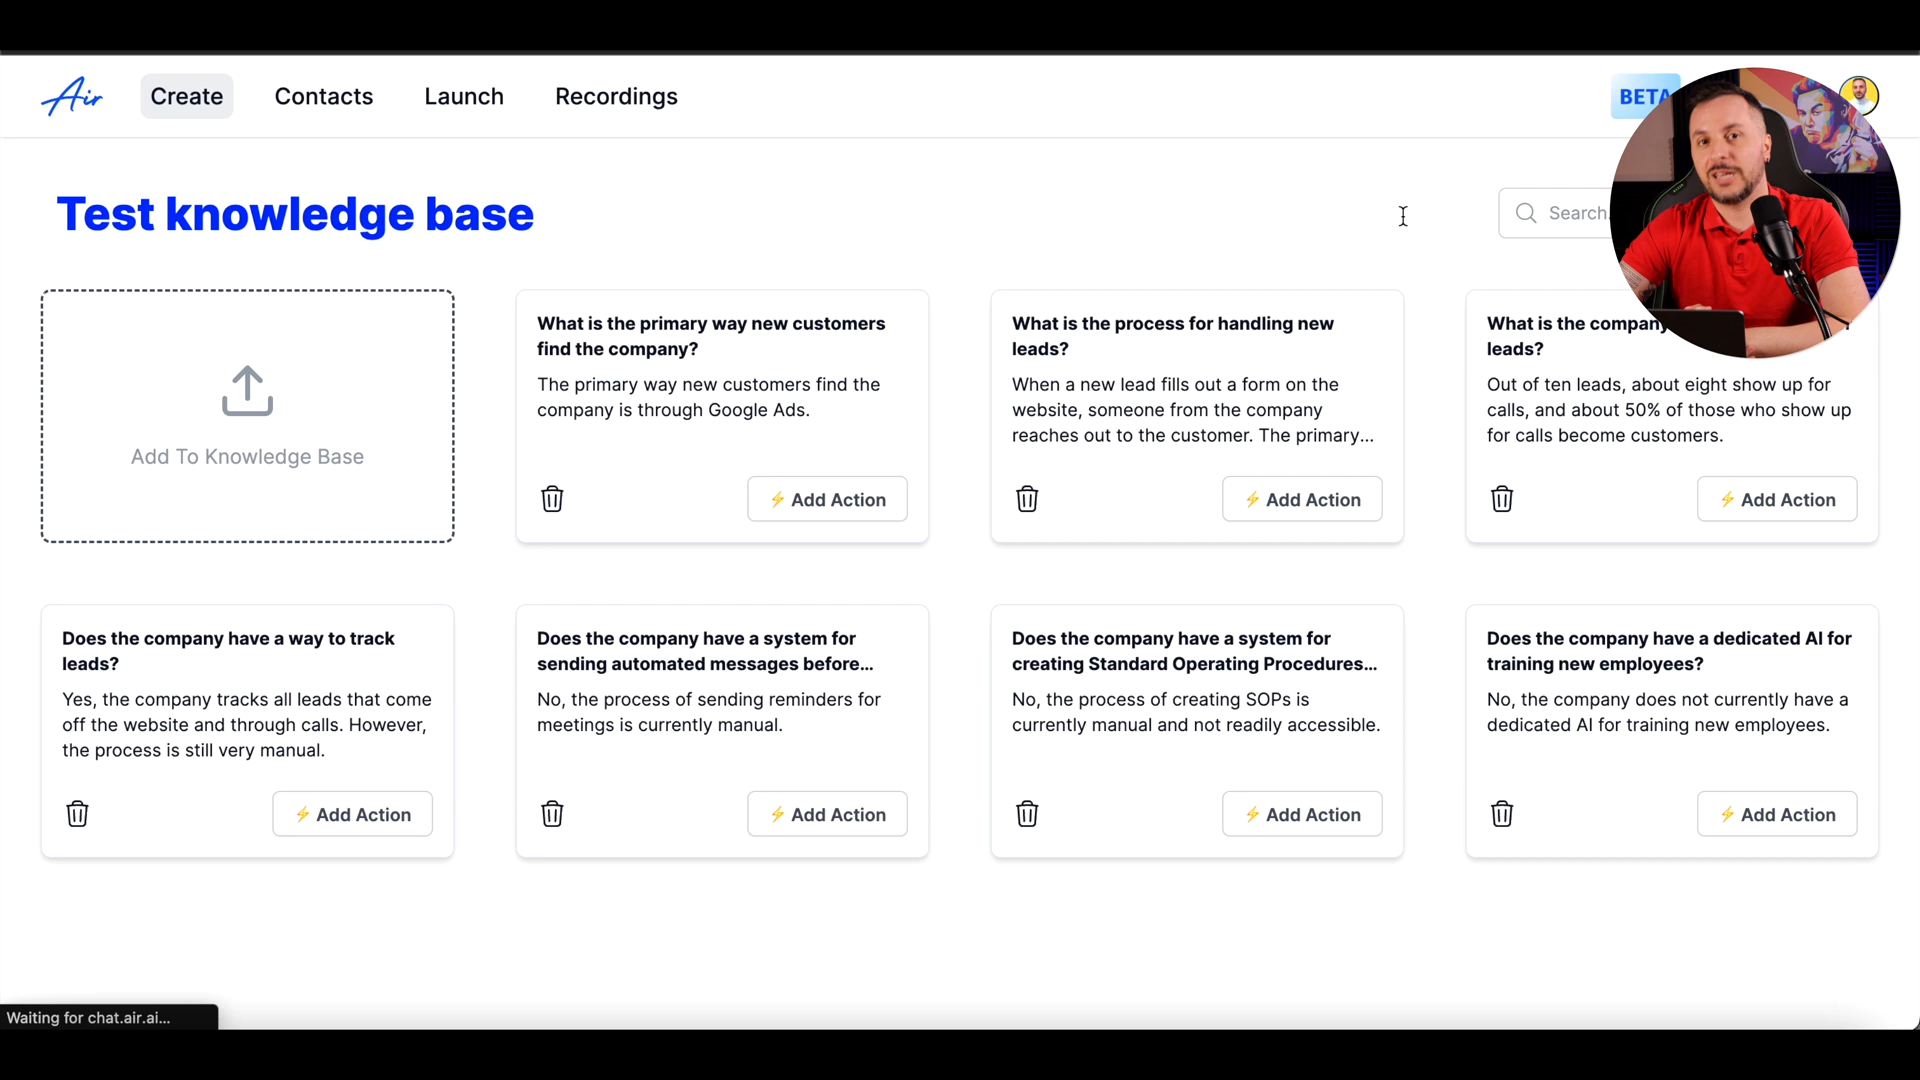 Air
Create
Contacts
Launch
Recordings
BETA
Test knowledge base
Search
Add To Knowledge Base
What is the primary way new customers
find the company?
The primary way new customers find the
company is through Google Ads.
⚡ Add Action
What is the process for handling new
leads?
When a new lead fills out a form on the
website, someone from the company
reaches out to the customer. The primary...
⚡ Add Action
What is the company
leads?
Out of ten leads, about eight show up for
calls, and about 50% of those who show up
for calls become customers.
⚡ Add Action
Does the company have a way to track
leads?
Yes, the company tracks all leads that come
off the website and through calls. However,
the process is still very manual.
⚡ Add Action
Does the company have a system for
sending automated messages before...
No, the process of sending reminders for
meetings is currently manual.
⚡ Add Action
Does the company have a system for
creating Standard Operating Procedures...
No, the process of creating SOPs is
currently manual and not readily accessible.
⚡ Add Action
Does the company have a dedicated AI for
training new employees?
No, the company does not currently have a
dedicated AI for training new employees.
⚡ Add Action
Waiting for chat.air.ai...